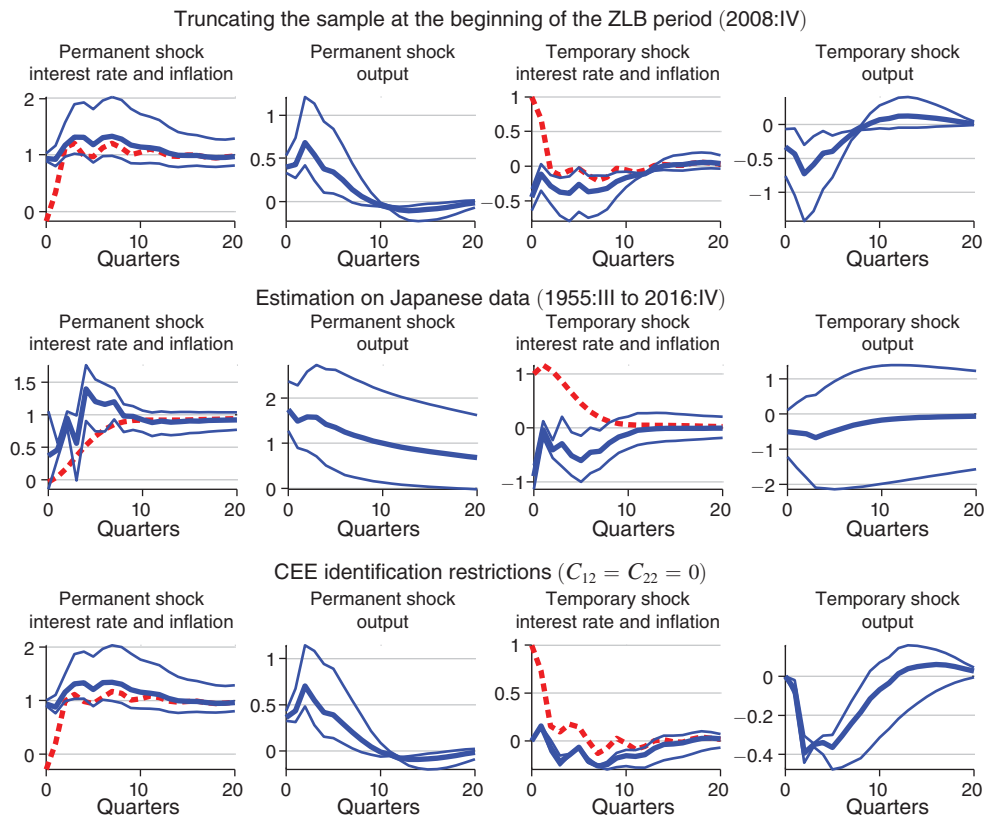 Truncating the sample at the beginning of the ZLB period (2008:IV)
Permanent shock
interest rate and inflation
Permanent shock
output
Temporary shock
interest rate and inflation
Temporary shock
output
2
1
0
0 10 20
Quarters
1
0.5
0
0 10 20
Quarters
1
0.5
0
−0.5
0 10 20
Quarters
0
−0.5
−1
0 10 20
Quarters
Estimation on Japanese data (1955:III to 2016:IV)
Permanent shock
interest rate and inflation
Permanent shock
output
Temporary shock
interest rate and inflation
Temporary shock
output
1.5
1
0.5
0
0 10 20
Quarters
2
1
0
0 10 20
Quarters
1
0
−1
0 10 20
Quarters
1
0
−1
−2
0 10 20
Quarters
CEE identification restrictions (C12 = C22 = 0)
Permanent shock
interest rate and inflation
Permanent shock
output
Temporary shock
interest rate and inflation
Temporary shock
output
2
1
0
0 10 20
Quarters
1
0.5
0
0 10 20
Quarters
1
0.5
0
0 10 20
Quarters
0
−0.2
−0.4
0 10 20
Quarters